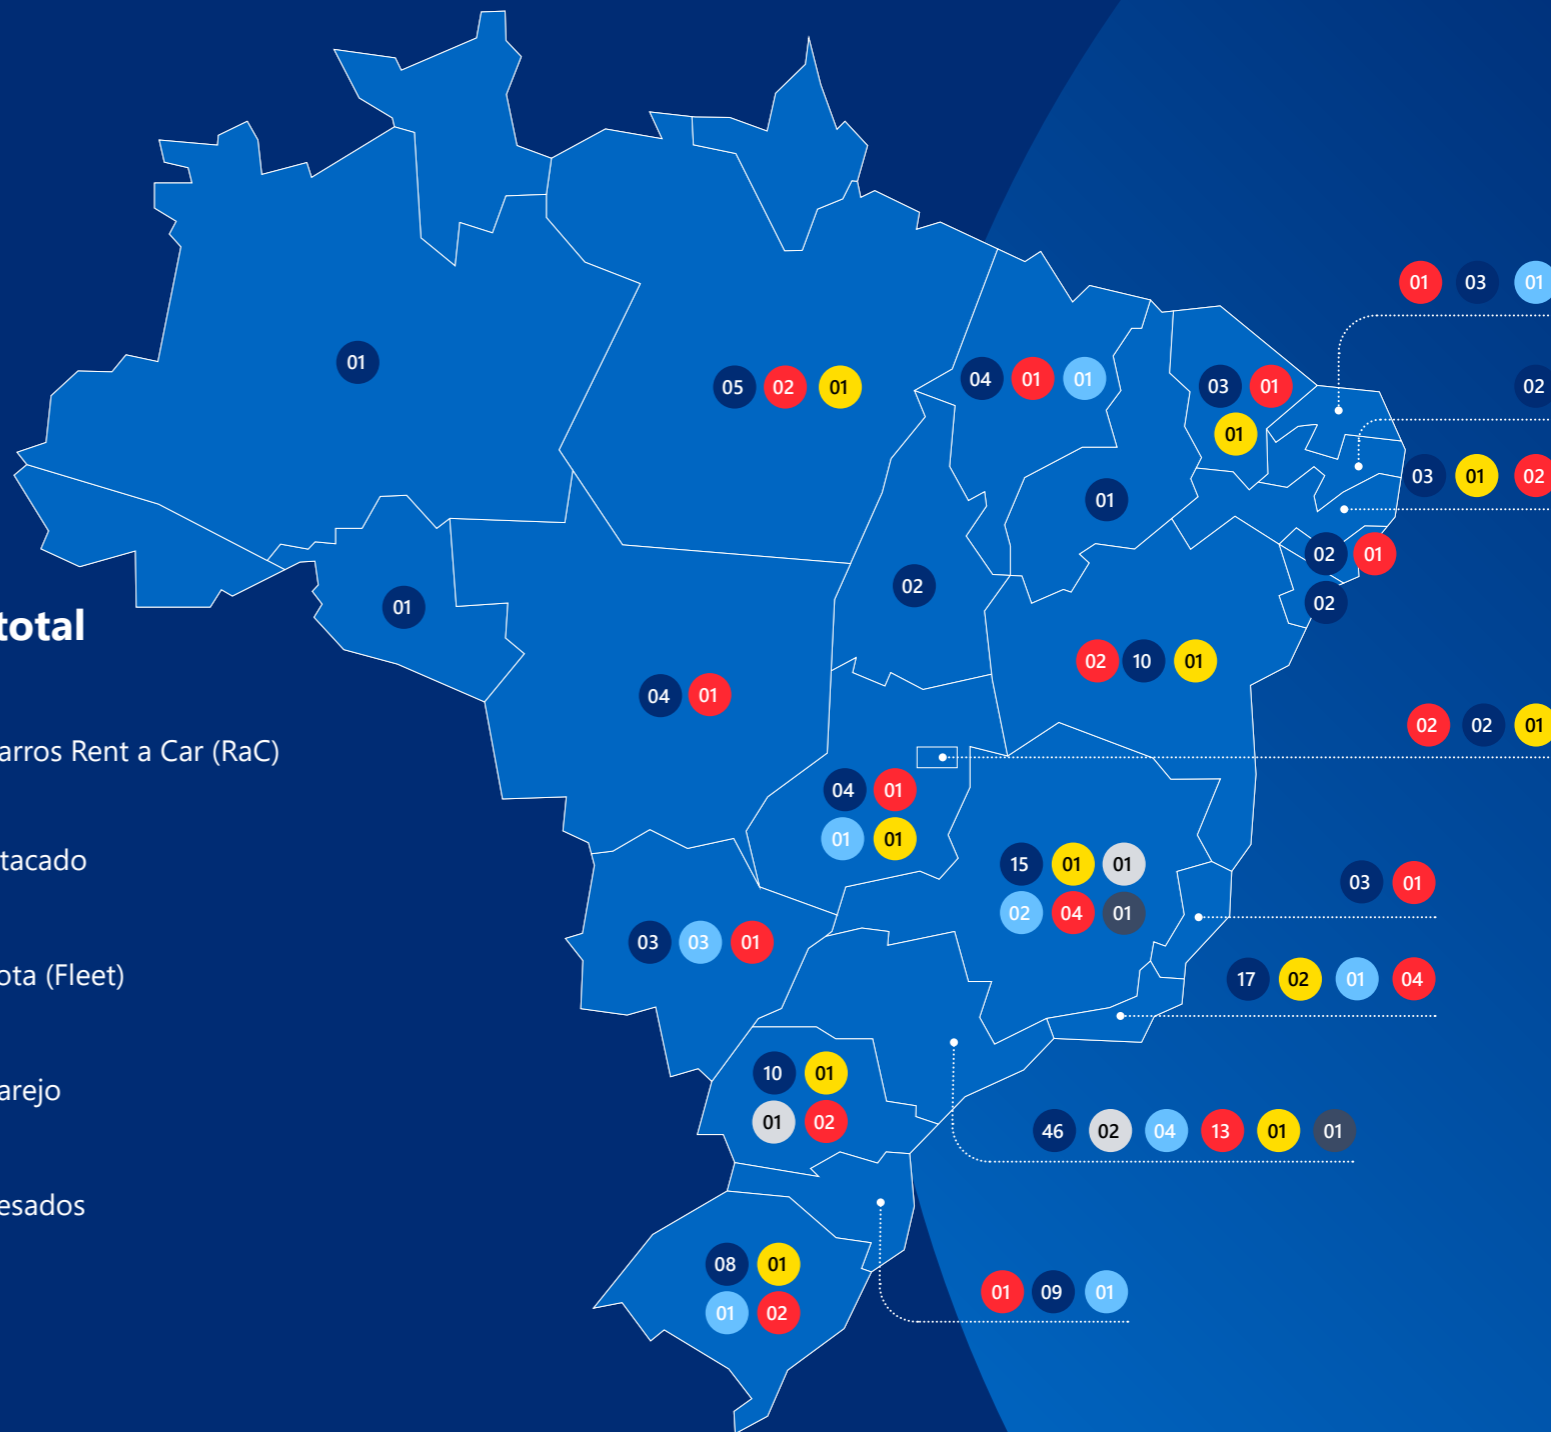 01 03 01
01
05 02 01
04 01 01
03 01
01
02
03 01 02
01
02 01
02
02
01
total
02 10 01
04 01
02 02 01
arros Rent a Car (RaC)
04 01
01 01
tacado
15 01 01
02 04 01
03 01
03 03 01
ota (Fleet)
17 02 01 04
10 01
01 02
arejo
46 02 04 13 01 01
esados
08 01
01 02
01 09 01